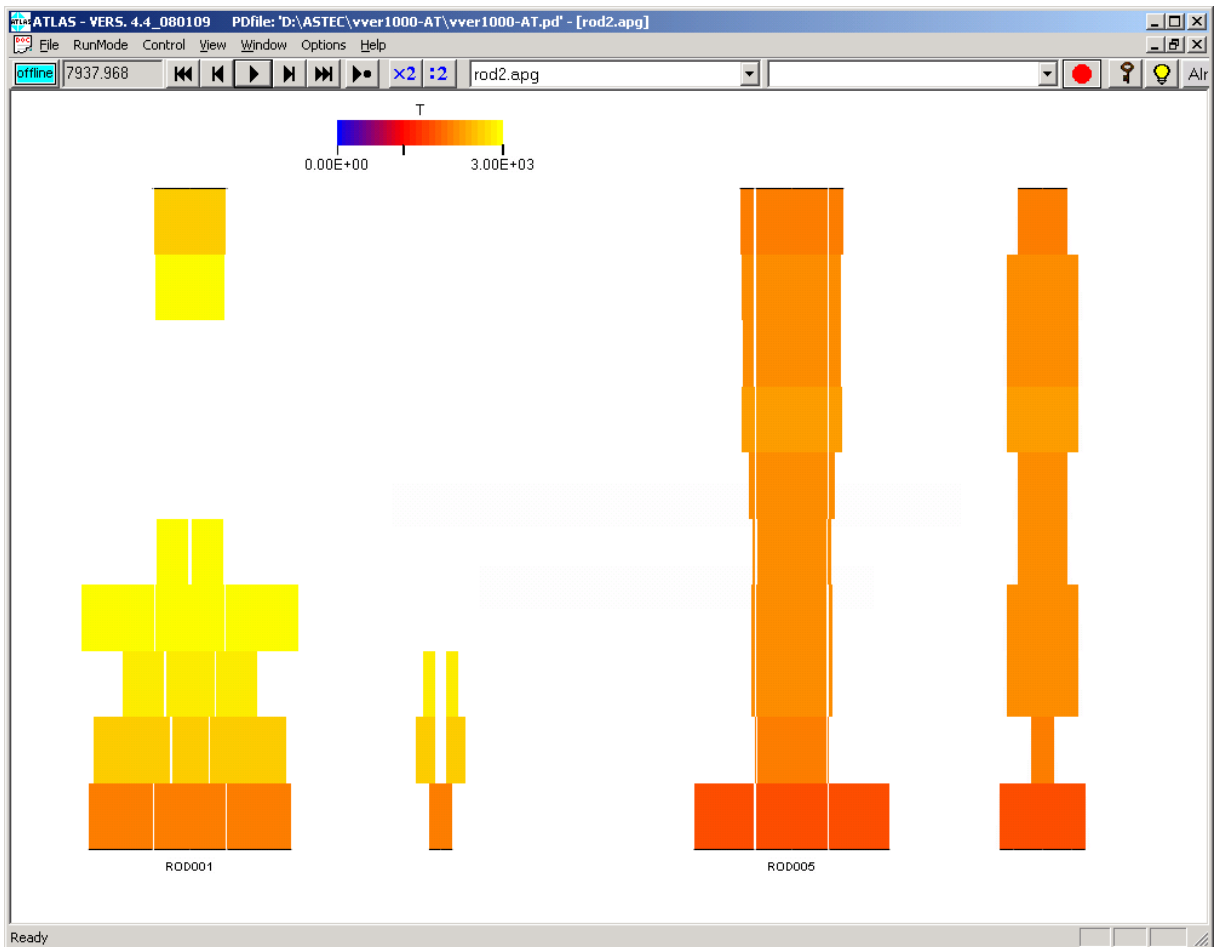 ATLAS - VERS. 4.4_080109 PDfile: 'D:\ASTEC\vver1000-AT\vver1000-AT.pd' - [rod2.apg]
File RunMode Control View Window Options Help
offline 7937.968 ×2 :2 rod2.apg Alr
T
0.00E+00 3.00E+03
ROD001 ROD005
Ready